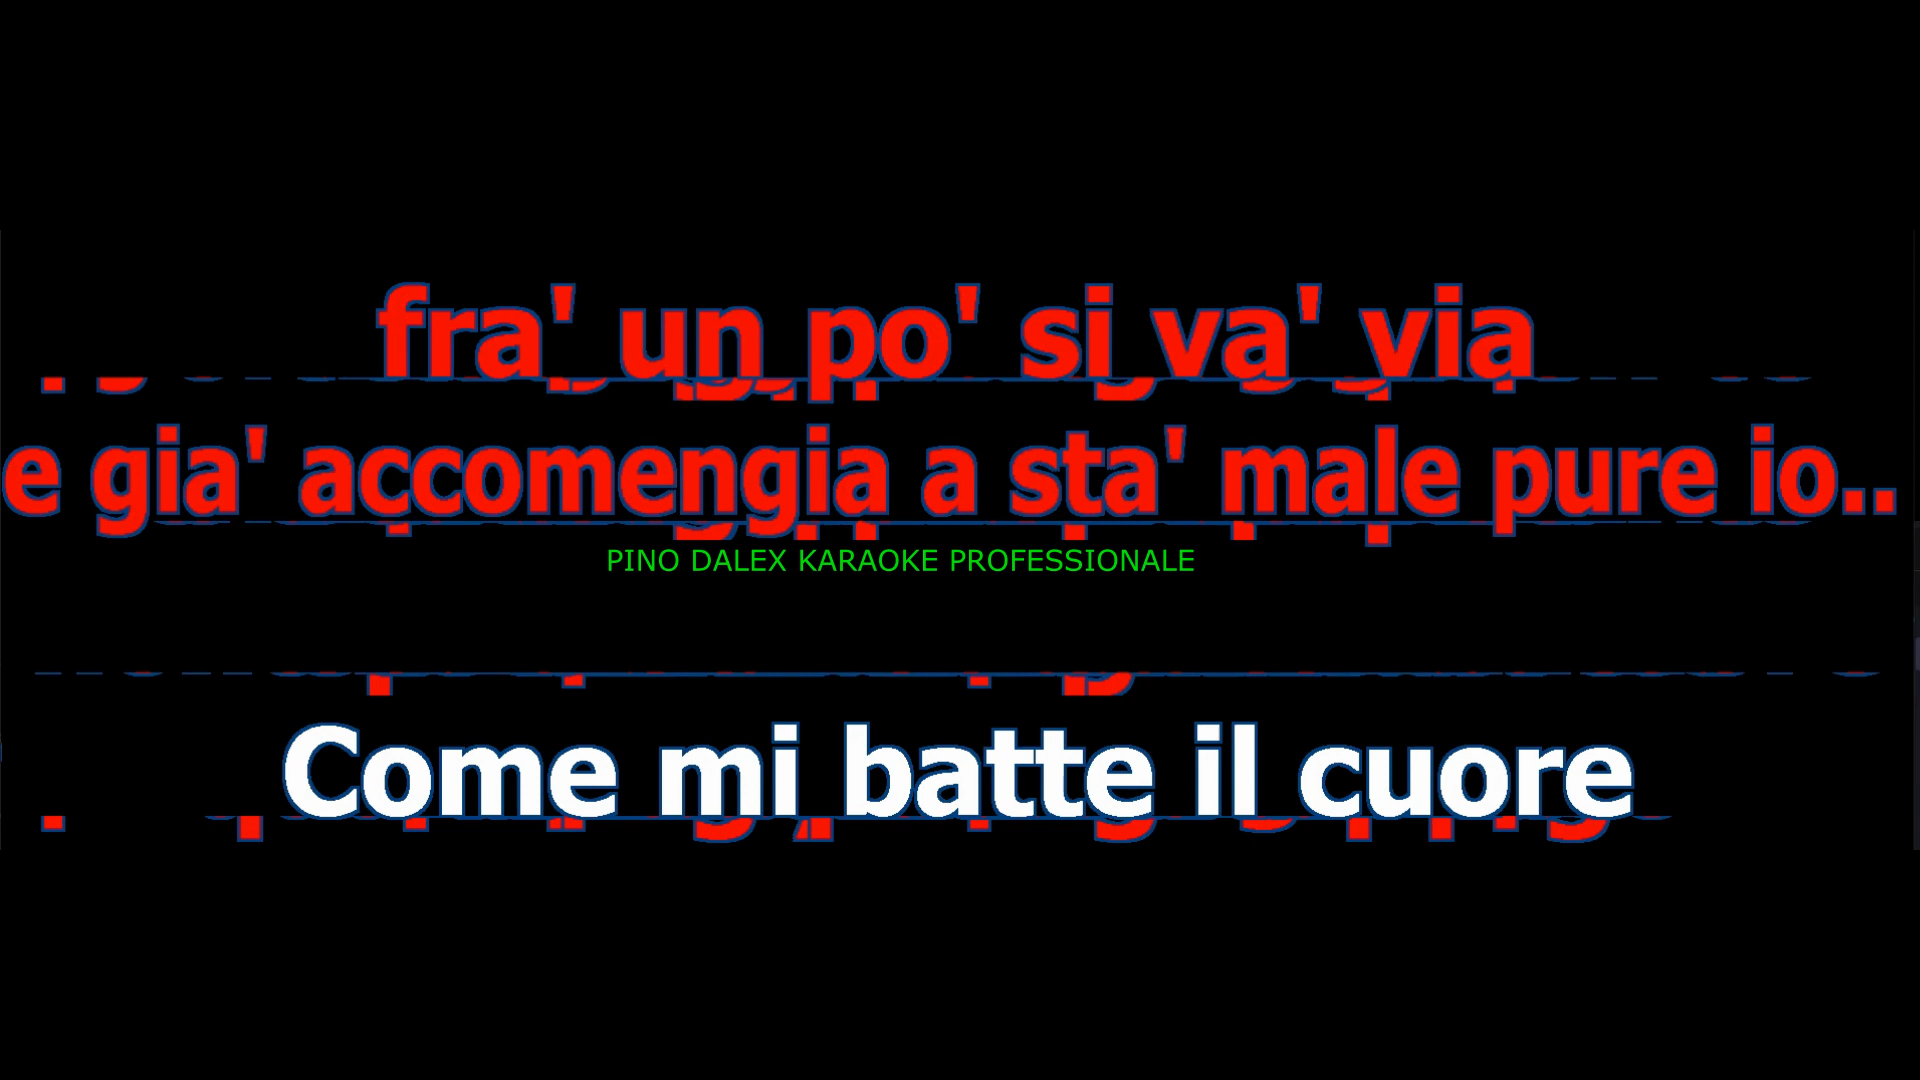 fra' un po' si va' via
e gia' accomengia a sta' male pure io..
PINO DALEX KARAOKE PROFESSIONALE
Come mi batte il cuore